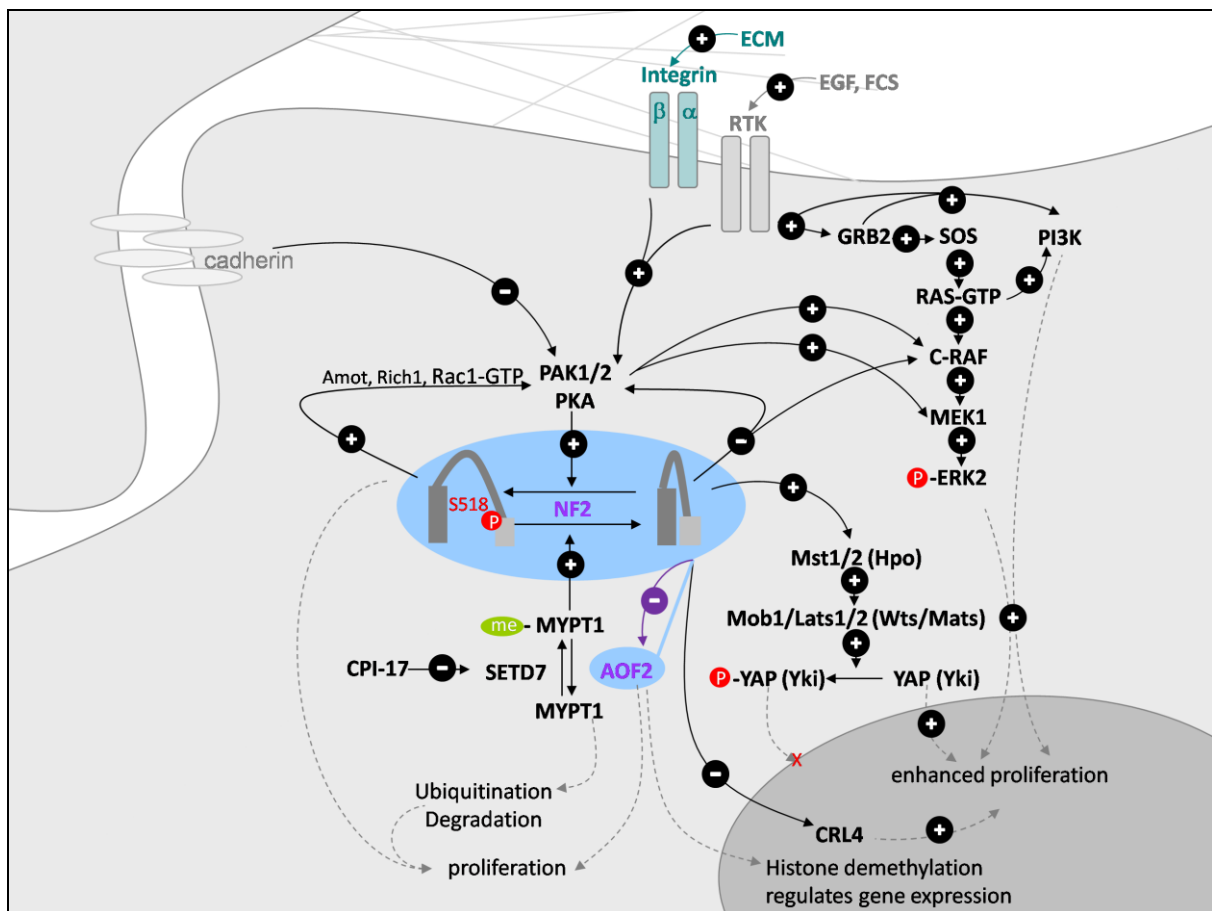 + ECM
Integrin
+ EGF, FCS
β α
RTK
+
+ GRB2 + SOS PI3K
cadherin
+
+ +
-
RAS-GTP
+ +
C-RAF
+
PAK1/2
Amot, Rich1, Rac1-GTP
PKA
+
MEK1
+ + - +
P -ERK2
S518 NF2 +
P
Mst1/2 (Hpo)
+ +
- Mob1/Lats1/2 (Wts/Mats) +
me - MYPT1
+
CPI-17 - SETD7 AOF2 P -YAP (Yki) YAP (Yki)
MYPT1
+
X
- enhanced proliferation
Ubiquitination
Degradation
CRL4 +
proliferation
Histone demethylation
regulates gene expression